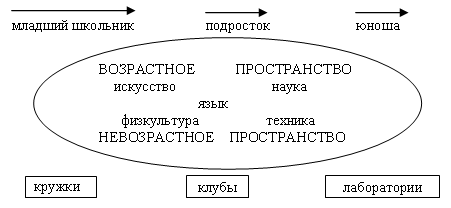 младший школьник подросток юноша
ВОЗРАСТНОЕ ПРОСТРАНСТВО
искусство наука
язык
физкультура техника
НЕВОЗРАСТНОЕ ПРОСТРАНСТВО
кружки клубы лаборатории